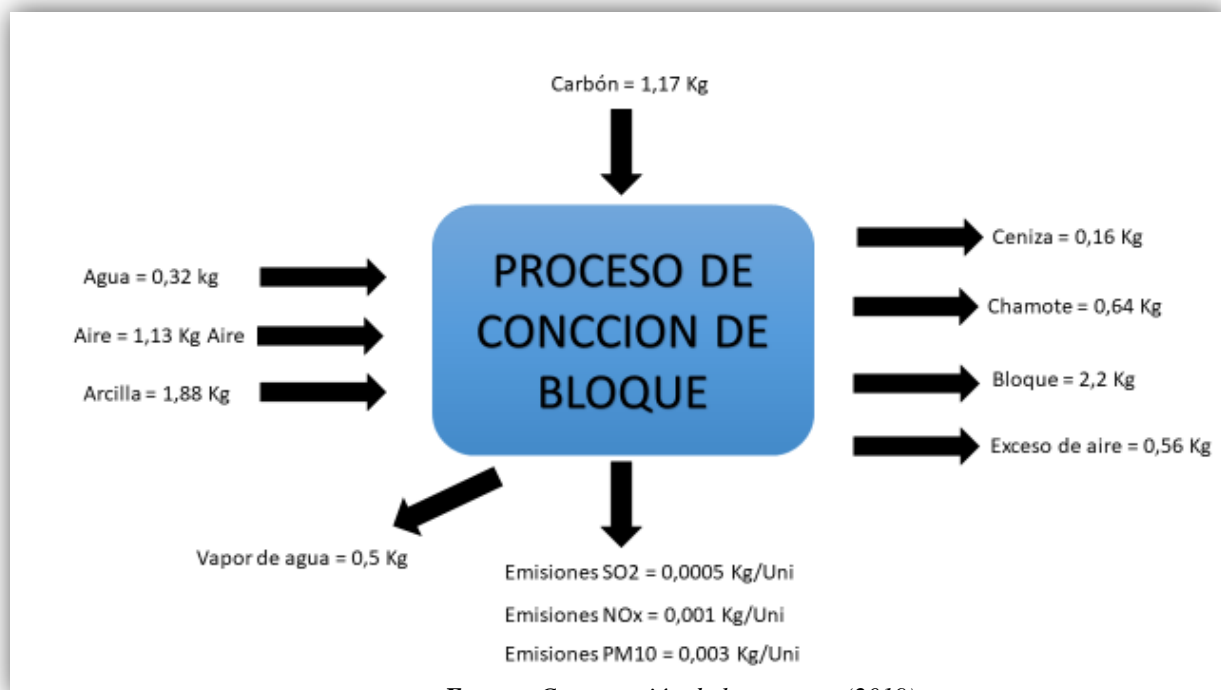 Carbón = 1,17 Kg
Agua = 0,32 kg
Aire = 1,13 Kg Aire
Arcilla = 1,88 Kg
PROCESO DE
CONCCION DE
BLOQUE
Ceniza = 0,16 Kg
Chamote = 0,64 Kg
Bloque = 2,2 Kg
Exceso de aire = 0,56 Kg
Vapor de agua = 0,5 Kg
Emisiones SO2 = 0,0005 Kg/Uni
Emisiones NOx = 0,001 Kg/Uni
Emisiones PM10 = 0,003 Kg/Uni